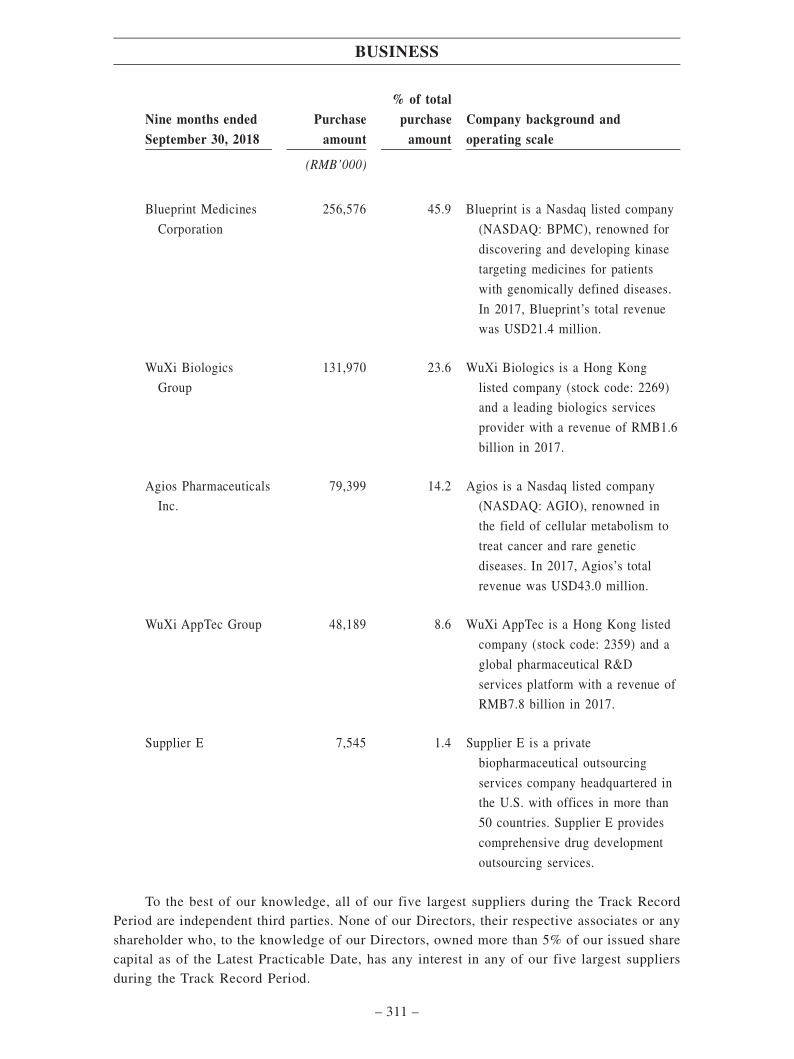 BUSINESS
% of total
Nine months ended Purchase purchase Company background and
September 30, 2018 amount amount operating scale
(RMB’000)
Blueprint Medicines 256,576 45.9 Blueprint is a Nasdaq listed company
Corporation (NASDAQ: BPMC), renowned for
discovering and developing kinase
targeting medicines for patients
with genomically defined diseases.
In 2017, Blueprint’s total revenue
was USD21.4 million.
WuXi Biologics 131,970 23.6 WuXi Biologics is a Hong Kong
Group listed company (stock code: 2269)
and a leading biologics services
provider with a revenue of RMB1.6
billion in 2017.
Agios Pharmaceuticals 79,399 14.2 Agios is a Nasdaq listed company
Inc. (NASDAQ: AGIO), renowned in
the field of cellular metabolism to
treat cancer and rare genetic
diseases. In 2017, Agios’s total
revenue was USD43.0 million.
WuXi AppTec Group 48,189 8.6 WuXi AppTec is a Hong Kong listed
company (stock code: 2359) and a
global pharmaceutical R&D
services platform with a revenue of
RMB7.8 billion in 2017.
Supplier E 7,545 1.4 Supplier E is a private
biopharmaceutical outsourcing
services company headquartered in
the U.S. with offices in more than
50 countries. Supplier E provides
comprehensive drug development
outsourcing services.
To the best of our knowledge, all of our five largest suppliers during the Track Record
Period are independent third parties. None of our Directors, their respective associates or any
shareholder who, to the knowledge of our Directors, owned more than 5% of our issued share
capital as of the Latest Practicable Date, has any interest in any of our five largest suppliers
during the Track Record Period.
– 311 –